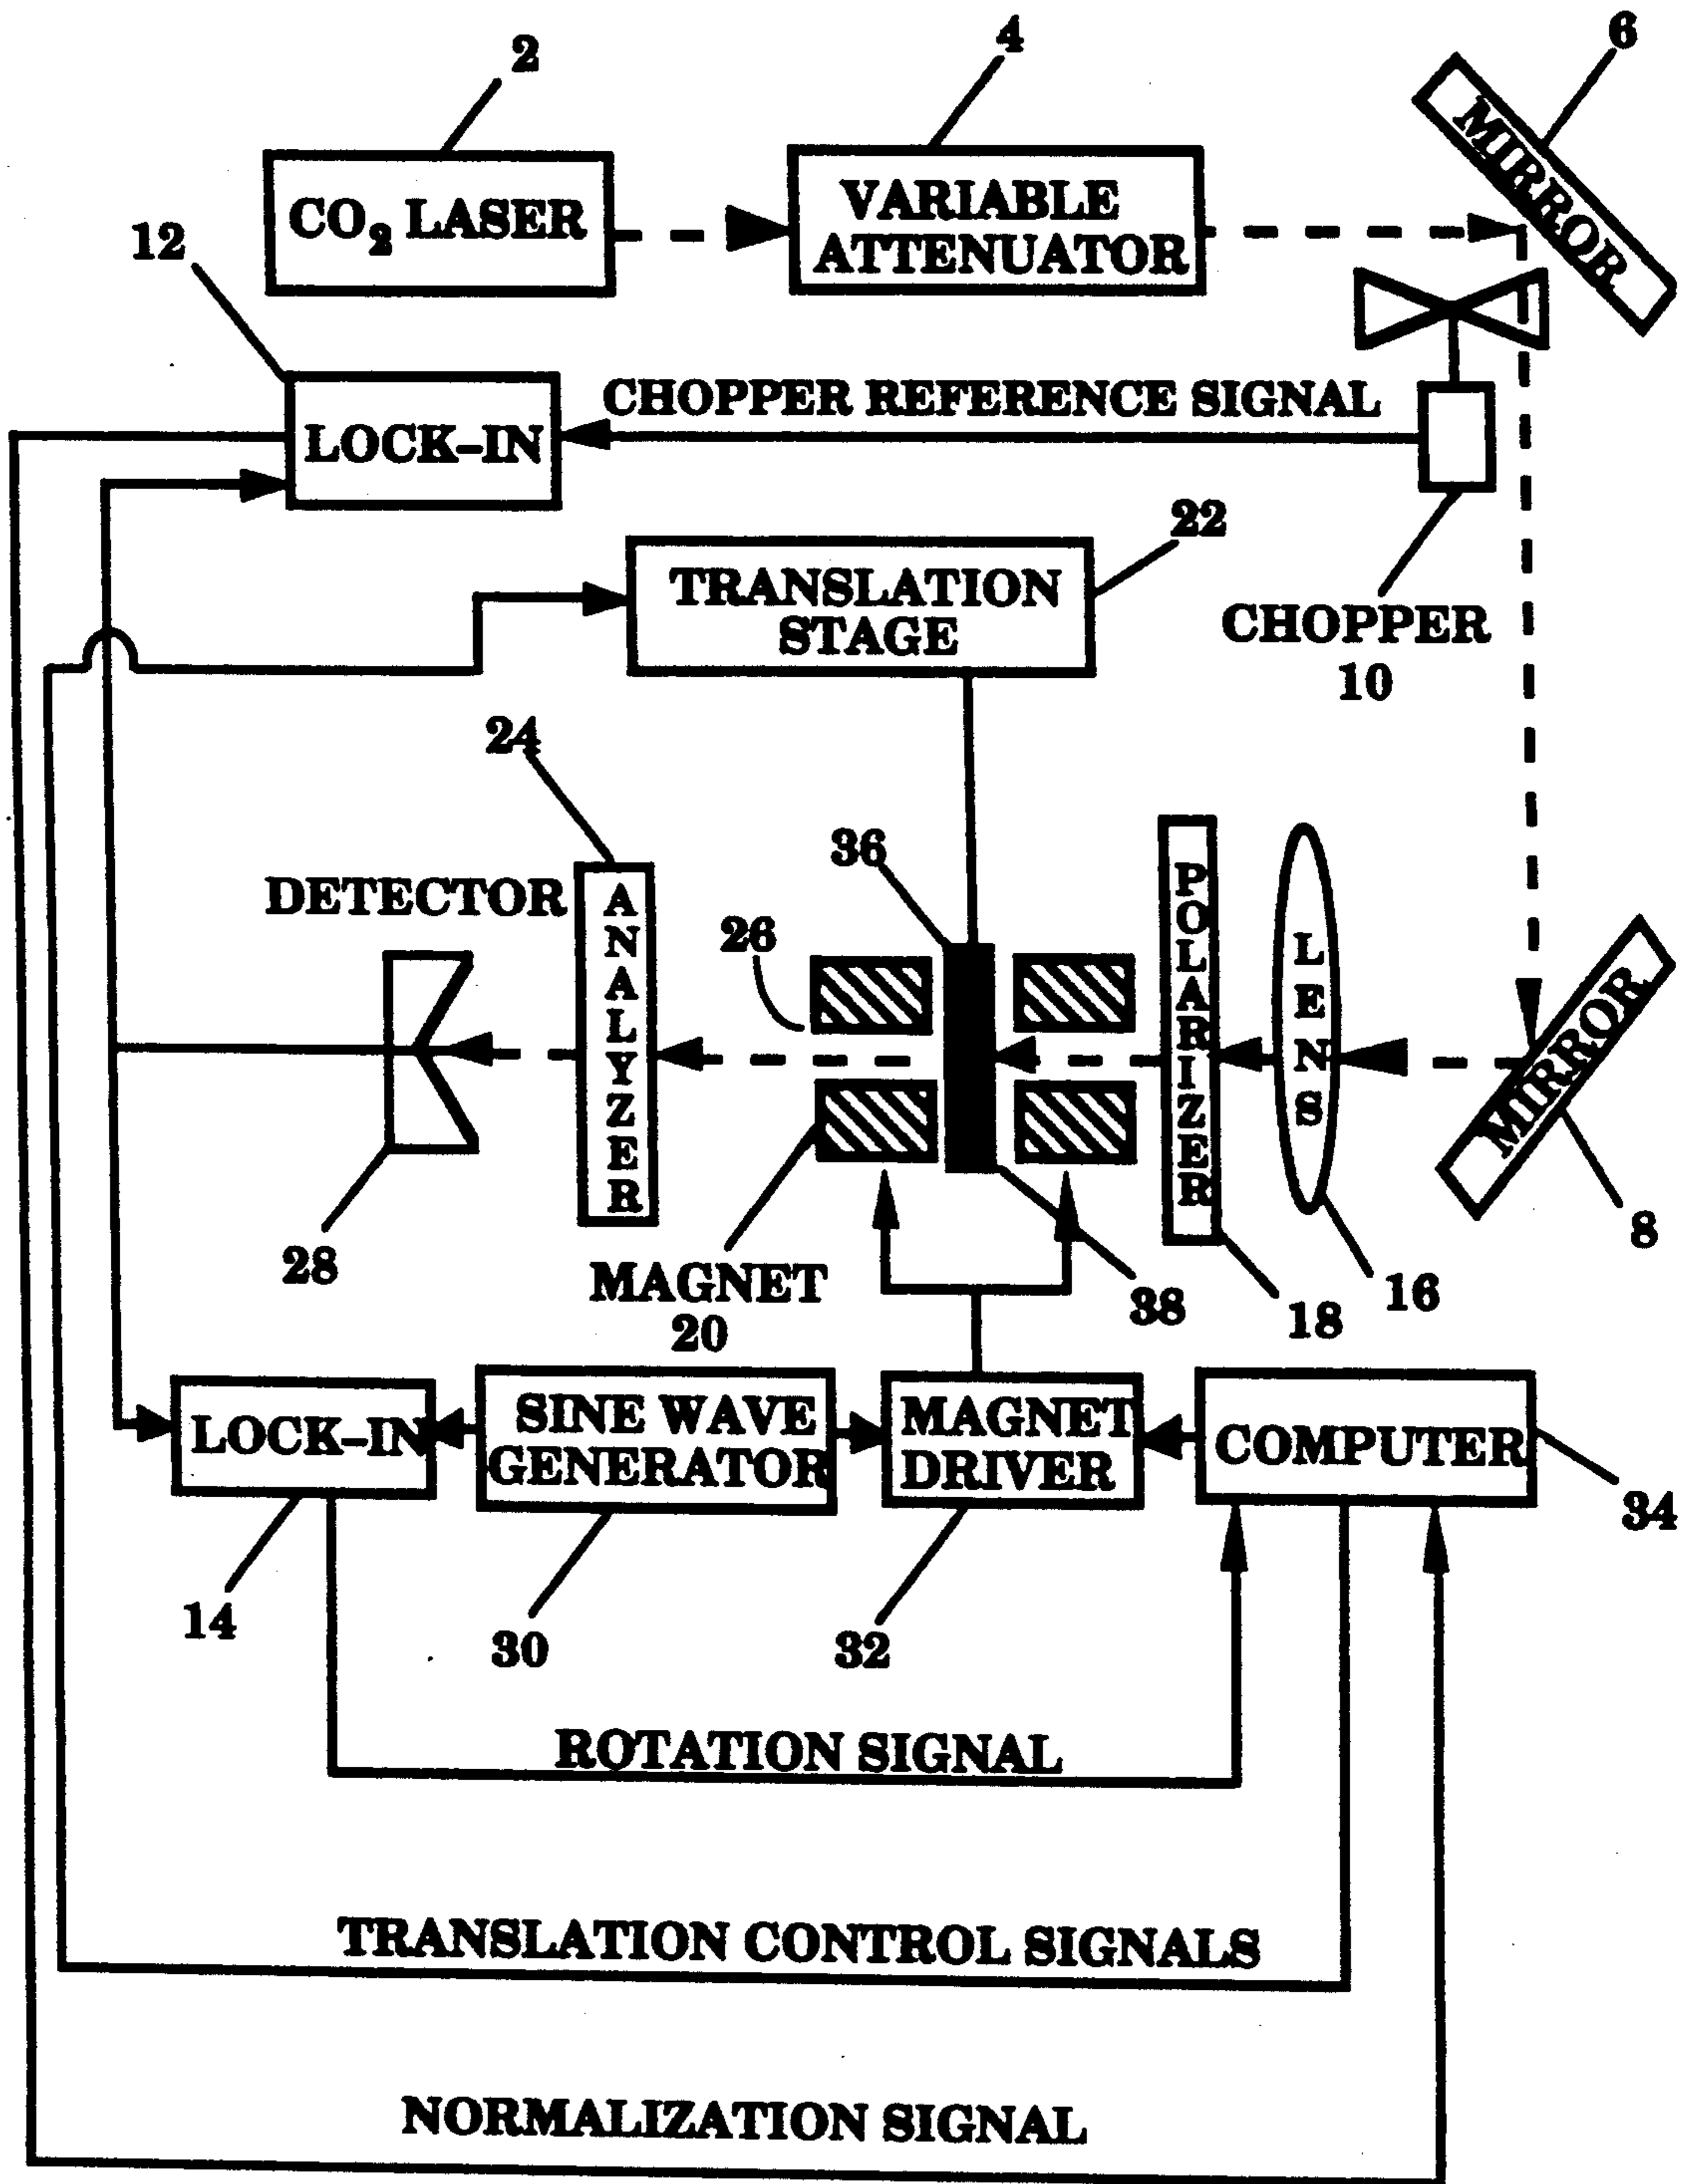 2
4
6
MIRROR
CO₂ LASER
VARIABLE
ATTENUATOR
12
CHOPPER REFERENCE SIGNAL
LOCK-IN
22
TRANSLATION
STAGE
CHOPPER
10
24
36
DETECTOR
ANALYZER
26
POLARIZER
LENS
MIRROR
8
28
MAGNET
20
38
18
16
LOCK-IN
SINE WAVE
GENERATOR
MAGNET
DRIVER
COMPUTER
34
14
30
32
ROTATION SIGNAL
TRANSLATION CONTROL SIGNALS
NORMALIZATION SIGNAL